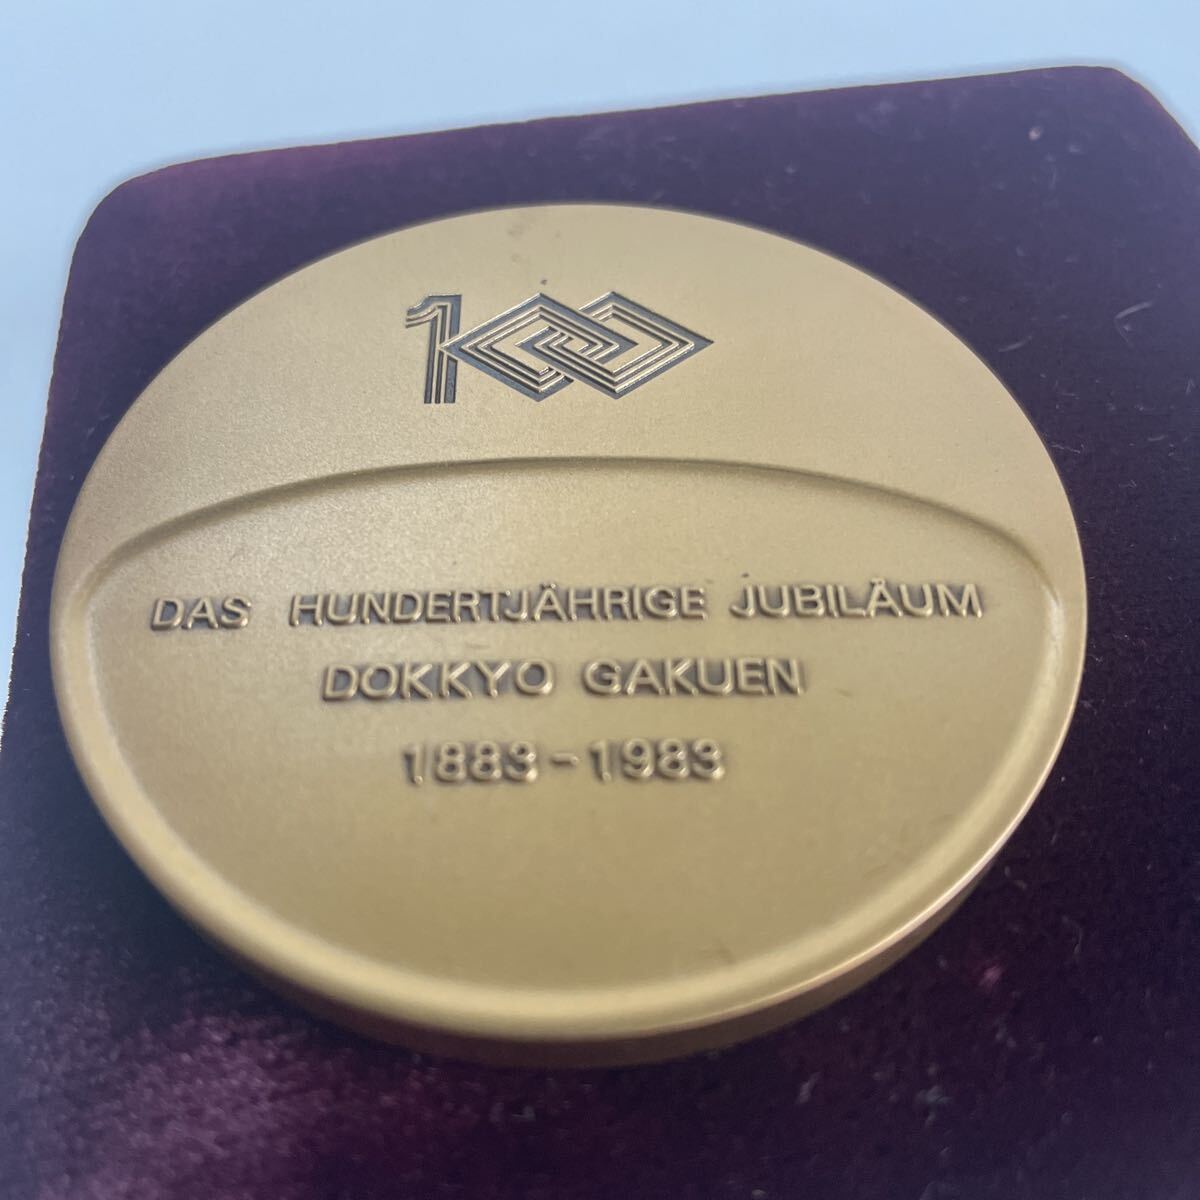 100
DAS HUNDERTJÄHRIGE JUBILÄUM
DOKKYO GAKUEN
1883-1983